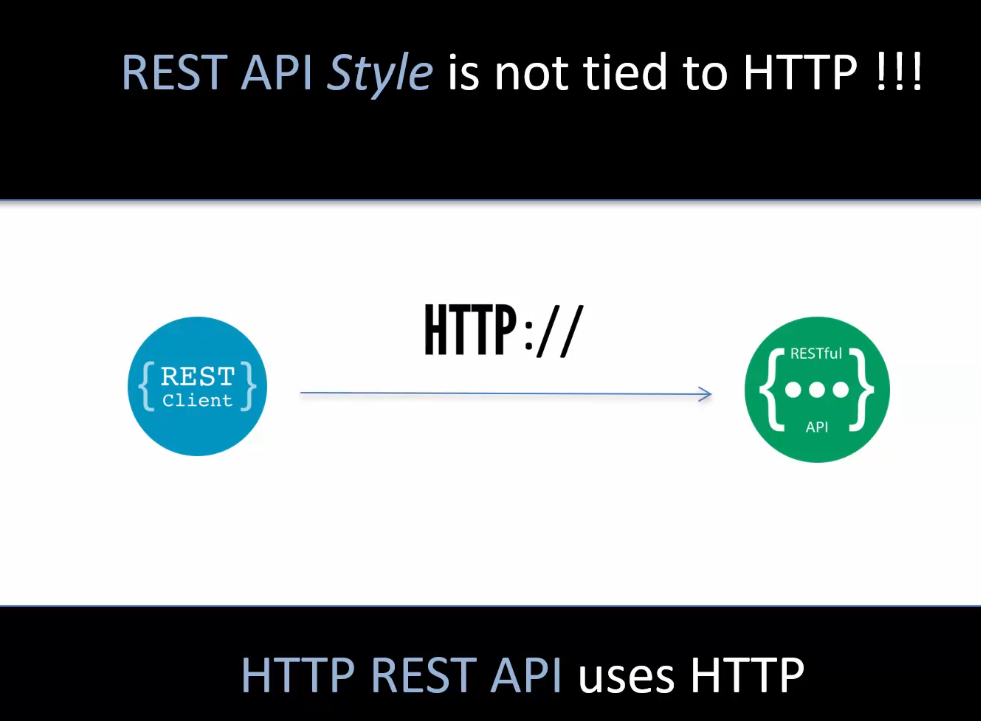 REST API Style is not tied to HTTP !!!
HTTP://
{REST}
Client
RESTful
{•••}
API
HTTP REST API uses HTTP